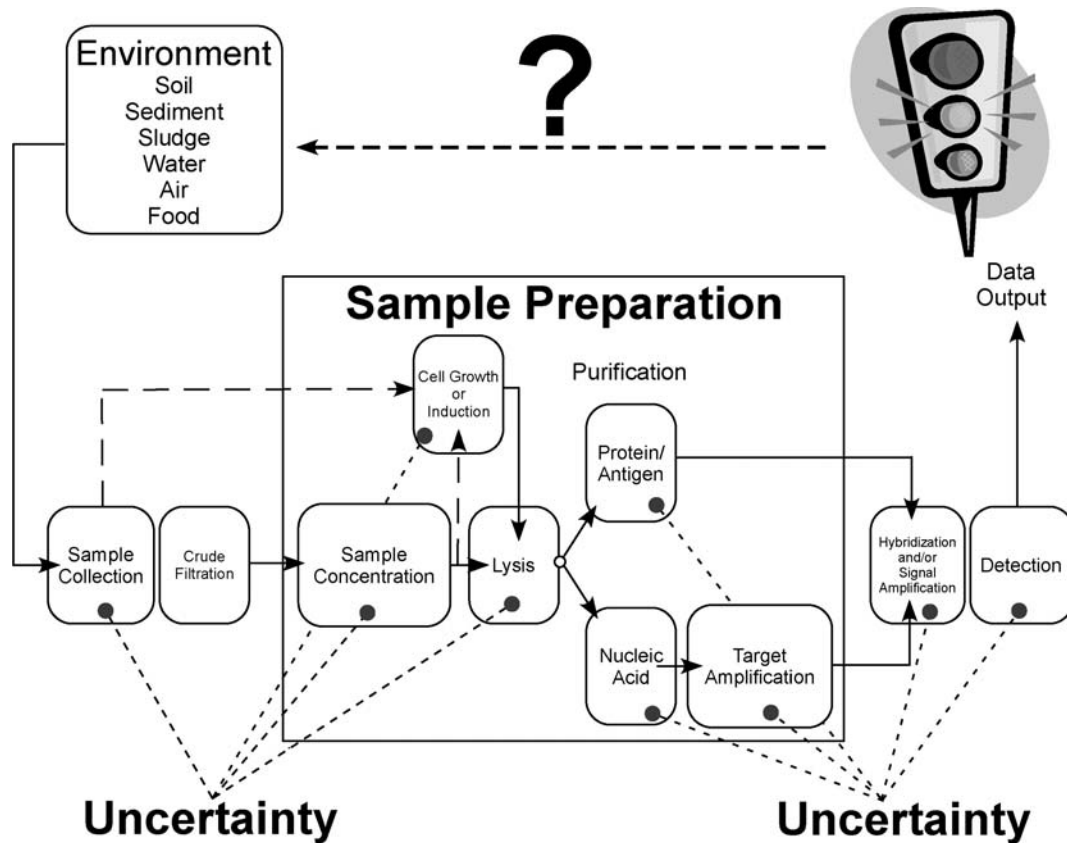 Environment
Soil
Sediment
Sludge
Water
Air
Food
?
Data
Output
Sample Preparation
Cell Growth
or
Induction
Purification
Protein/
Antigen
Sample
Collection
Crude
Filtration
Sample
Concentration
Lysis
Hybridization
and/or
Signal
Amplification
Detection
Nucleic
Acid
Target
Amplification
Uncertainty
Uncertainty